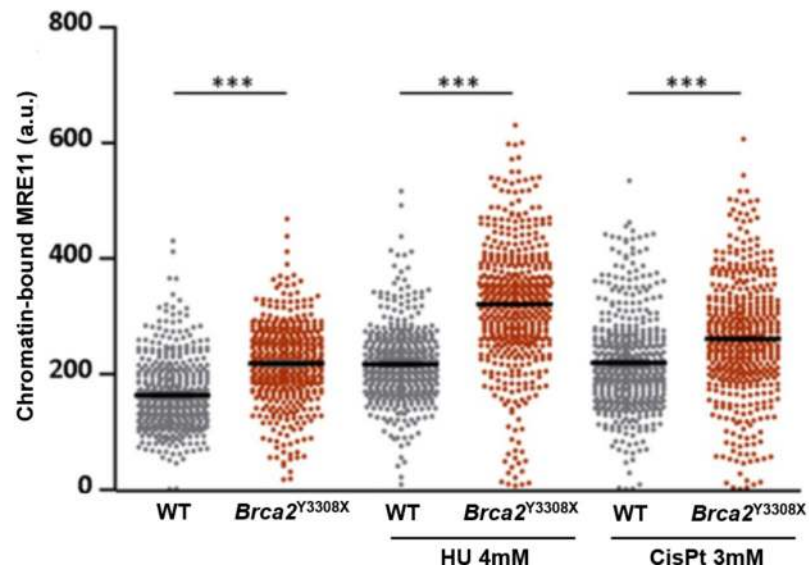 Chromatin-bound MRE11 (a.u.)
800
600
400
200
0
*** *** ***
WT Brca2Y3308X WT Brca2Y3308X WT Brca2Y3308X
HU 4mM CisPt 3mM